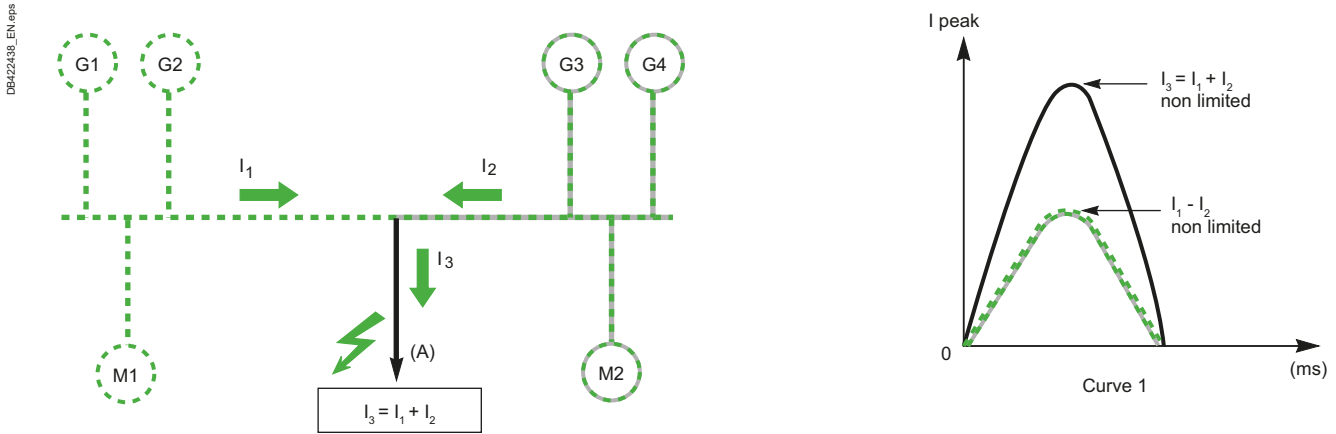 DB422438_EN.eps
G1
G2
G3
G4
I₁
I₂
I₃
(A)
M1
M2
I₃ = I₁ + I₂
I peak
I₃ = I₁ + I₂
non limited
I₁ - I₂
non limited
0
(ms)
Curve 1